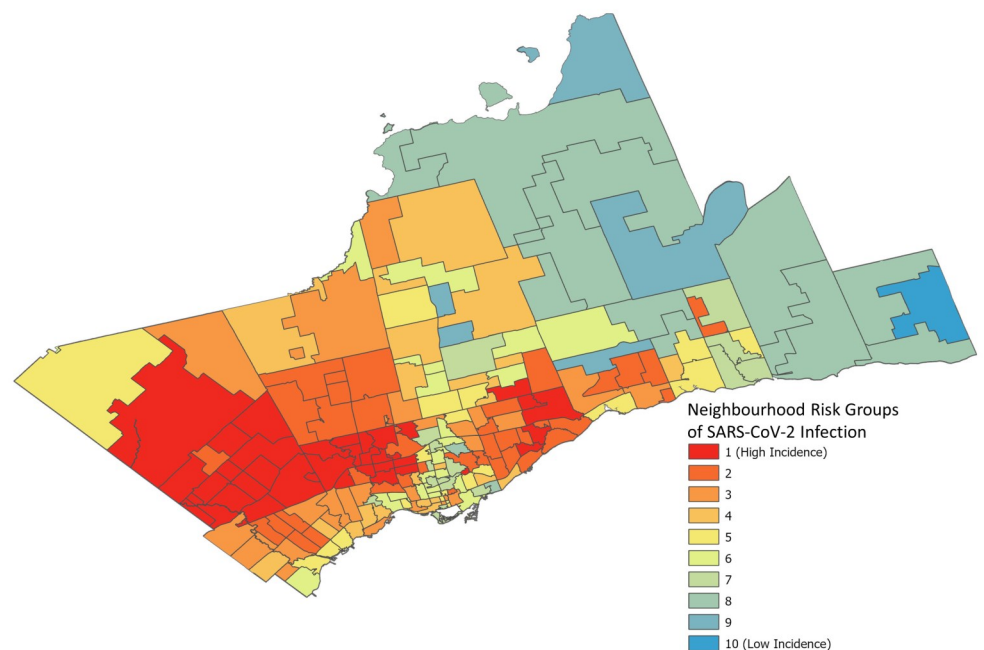 Neighbourhood Risk Groups
of SARS-CoV-2 Infection
1 (High Incidence)
2
3
4
5
6
7
8
9
10 (Low Incidence)